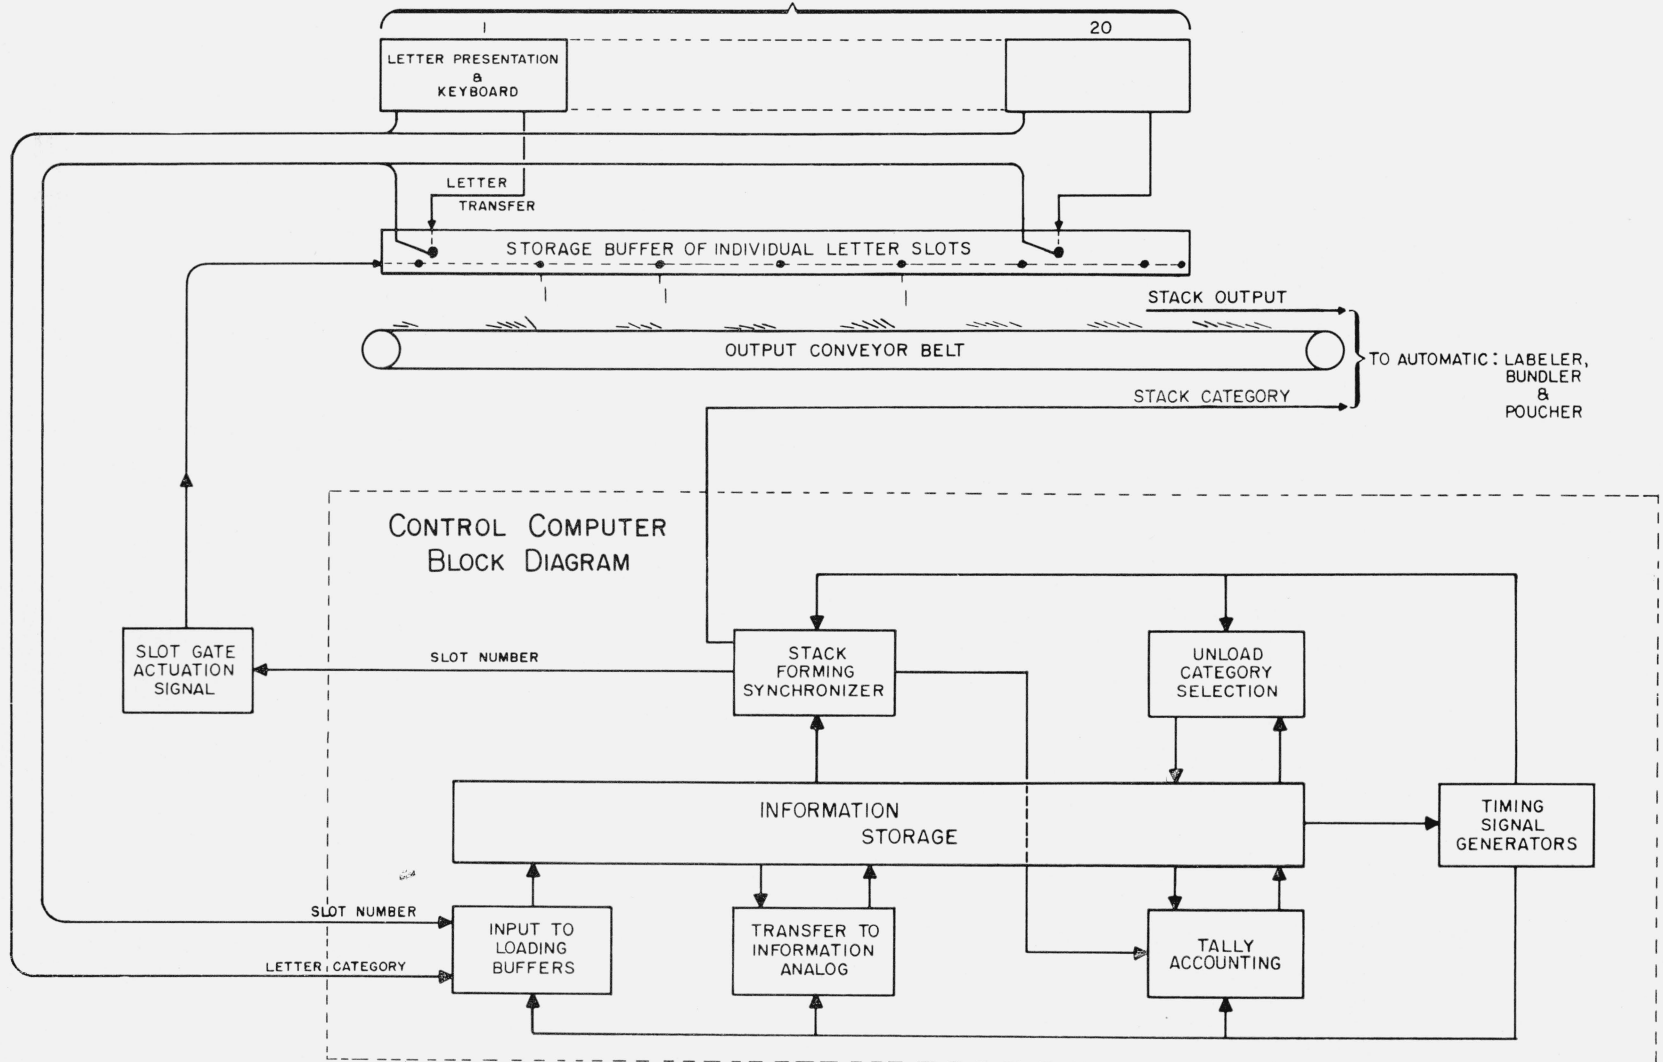 1
20
LETTER PRESENTATION
&
KEYBOARD
LETTER
TRANSFER
STORAGE BUFFER OF INDIVIDUAL LETTER SLOTS
STACK OUTPUT
OUTPUT CONVEYOR BELT
TO AUTOMATIC: LABELER,
BUNDLER
&
POUCHER
STACK CATEGORY
CONTROL COMPUTER
BLOCK DIAGRAM
SLOT GATE
ACTUATION
SIGNAL
SLOT NUMBER
STACK
FORMING
SYNCHRONIZER
UNLOAD
CATEGORY
SELECTION
INFORMATION
STORAGE
TIMING
SIGNAL
GENERATORS
SLOT NUMBER
LETTER CATEGORY
INPUT TO
LOADING
BUFFERS
TRANSFER TO
INFORMATION
ANALOG
TALLY
ACCOUNTING